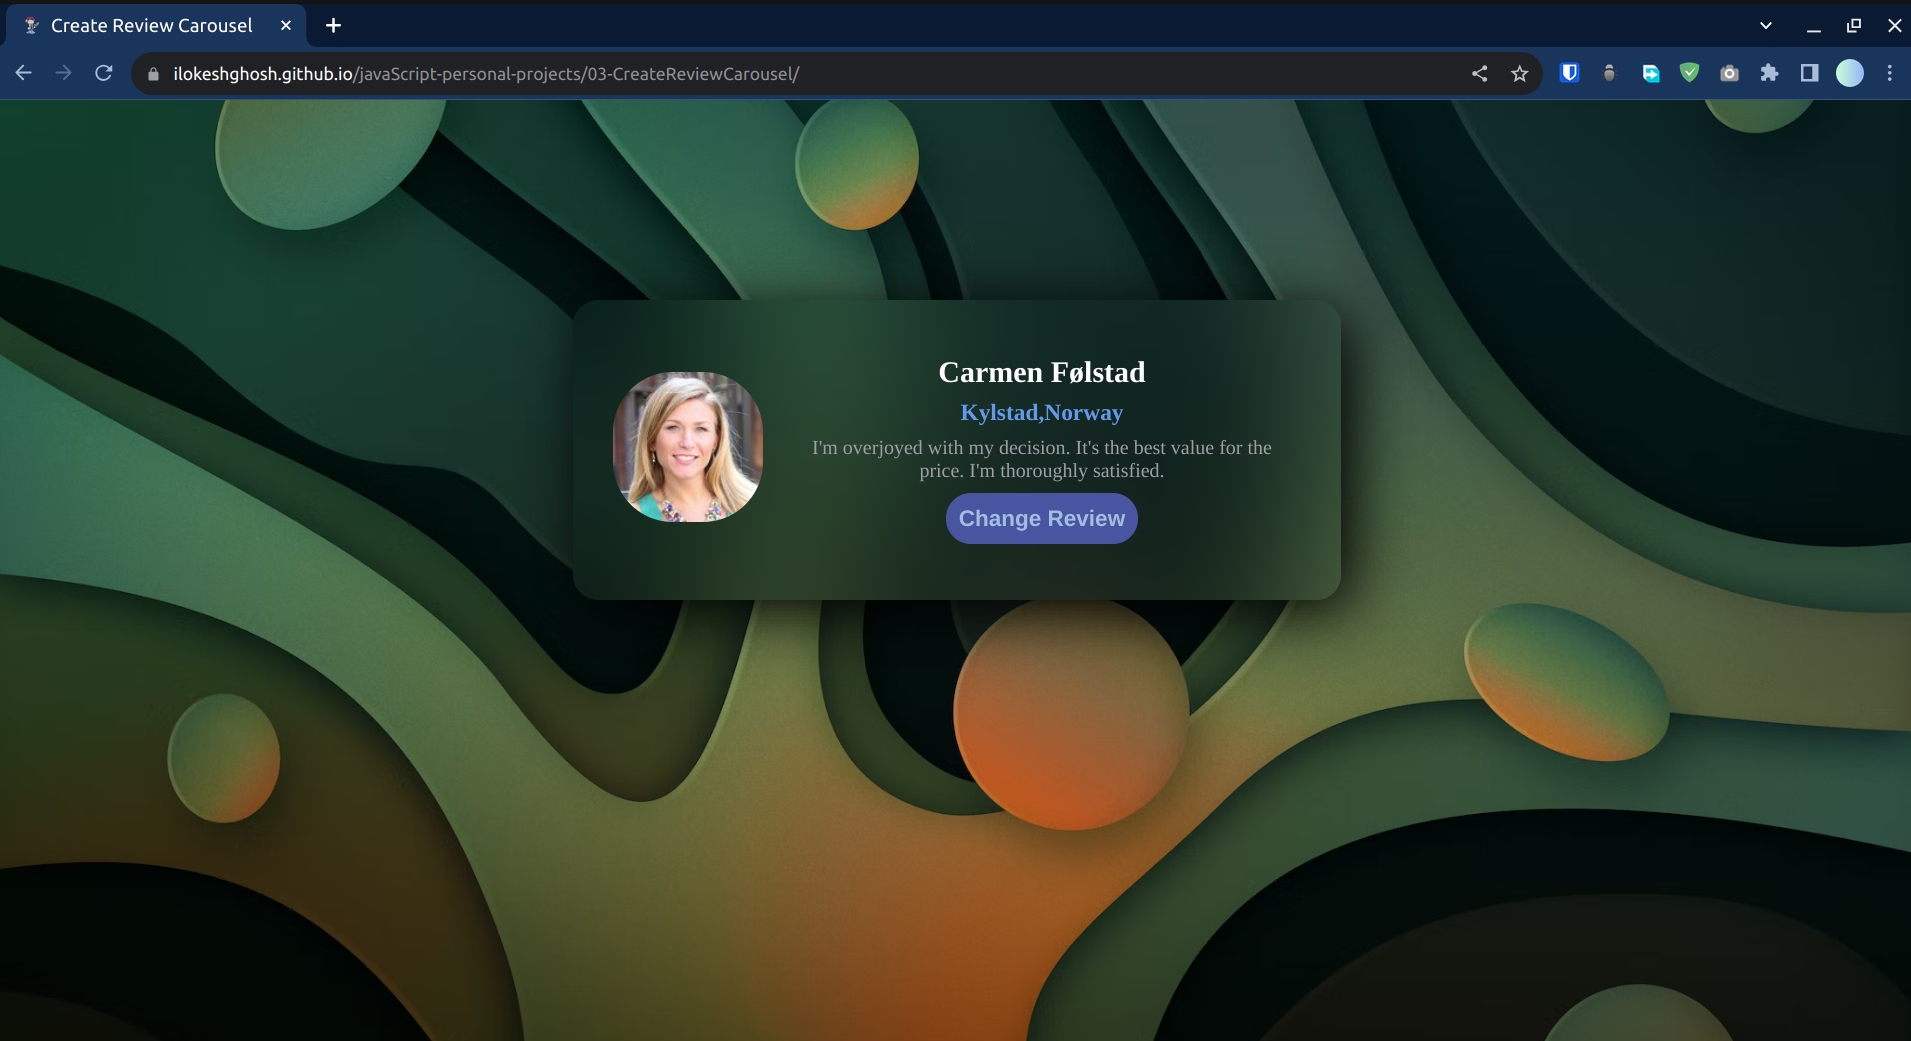 Create Review Carousel
ilokeshghosh.github.io/javaScript-personal-projects/03-CreateReviewCarousel/
Carmen Følstad
Kylstad,Norway
I'm overjoyed with my decision. It's the best value for the
price. I'm thoroughly satisfied.
Change Review